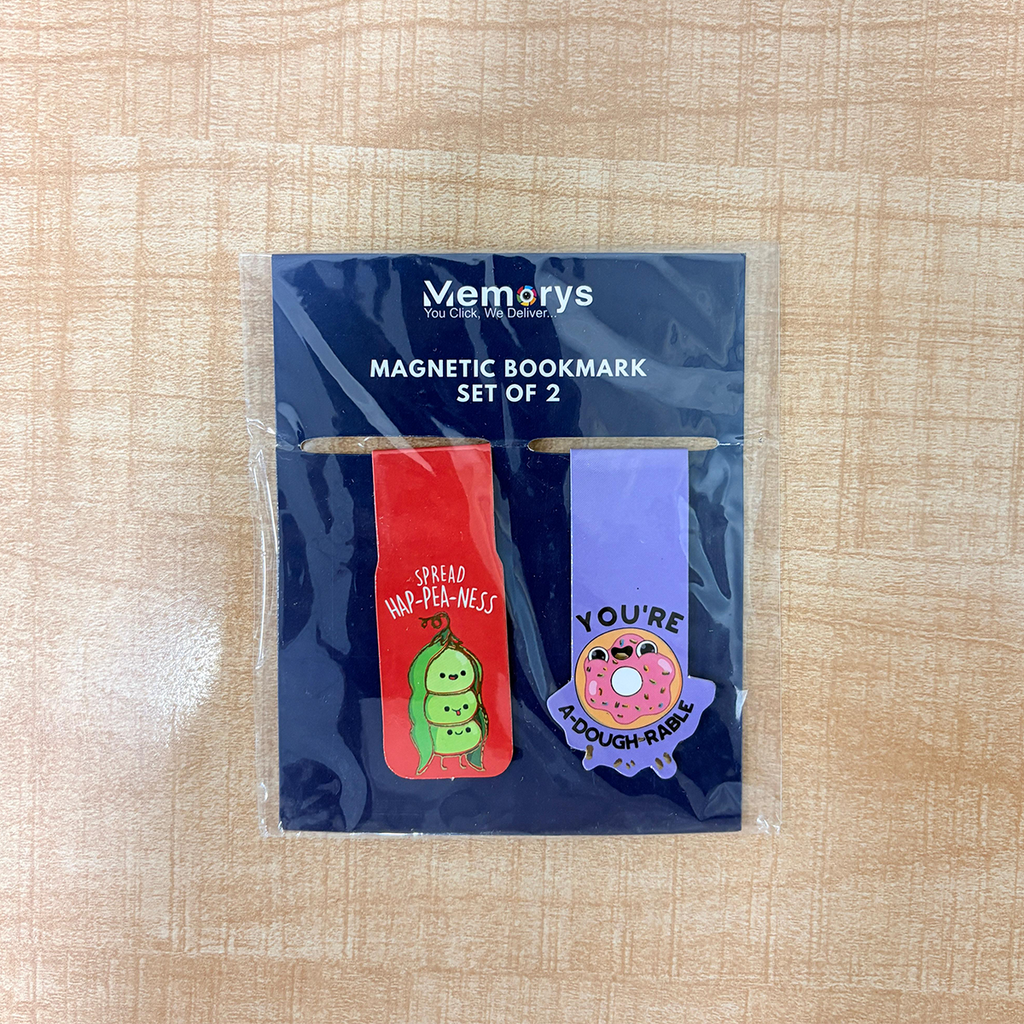 Memorys
You Click, We Deliver...
MAGNETIC BOOKMARK
SET OF 2
SPREAD
HAP-PEA-NESS
YOU'RE
A-DOUGH-RABLE